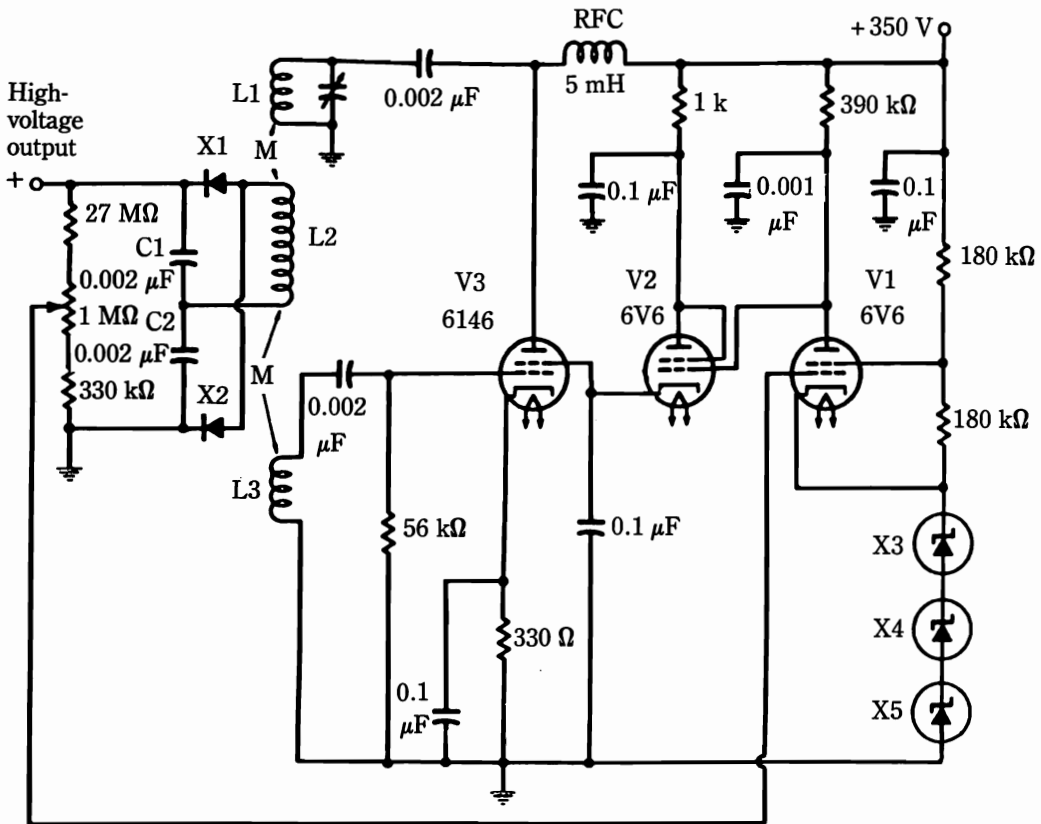 RFC
+350 V
5 mH
L1
0.002 μF
1 k
390 kΩ
High-
voltage
output
+
X1
M
0.1 μF
0.001
μF
0.1
μF
27 MΩ
C1
L2
180 kΩ
0.002 μF
1 MΩ
C2
0.002 μF
330 kΩ
V3
6146
V2
6V6
V1
6V6
M
X2
0.002
μF
180 kΩ
L3
56 kΩ
0.1 μF
X3
330 Ω
X4
0.1
μF
X5